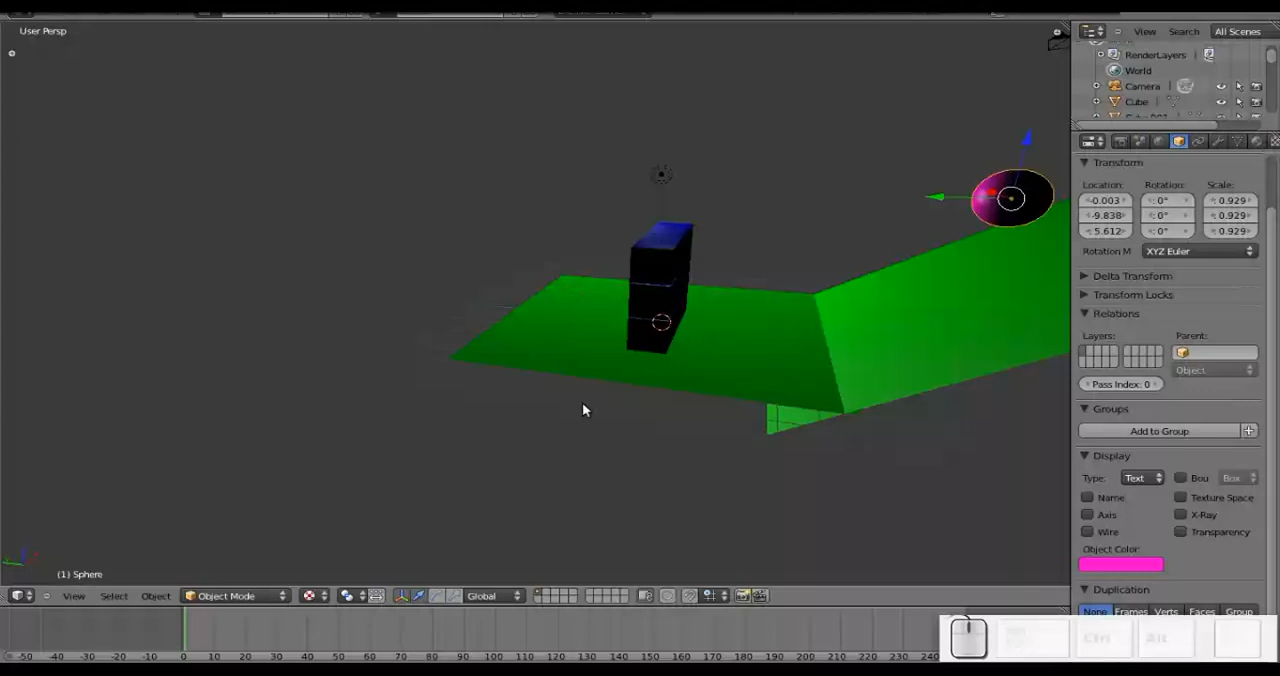 User Persp
View Search All Scenes
RenderLayers
World
Camera
Cube
Transform
Location: Rotation: Scale:
-0.003 0° 0.929
-9.838 0° 0.929
5.612 0° 0.929
Rotation M XYZ Euler
Delta Transform
Transform Locks
Relations
Layers: Parent:
Object
Pass Index: 0
Groups
Add to Group
Display
Type: Text Bou Box
Name Texture Space
Axis X-Ray
Wire Transparency
Object Color:
Duplication
None Frames Verts Faces Group
(1) Sphere
View Select Object Object Mode Global
-50 -40 -30 -20 -10 0 10 20 30 40 50 60 70 80 90 100 110 120 130 140 150 160 170 180 190 200 210 220 230 240
Ctrl Alt